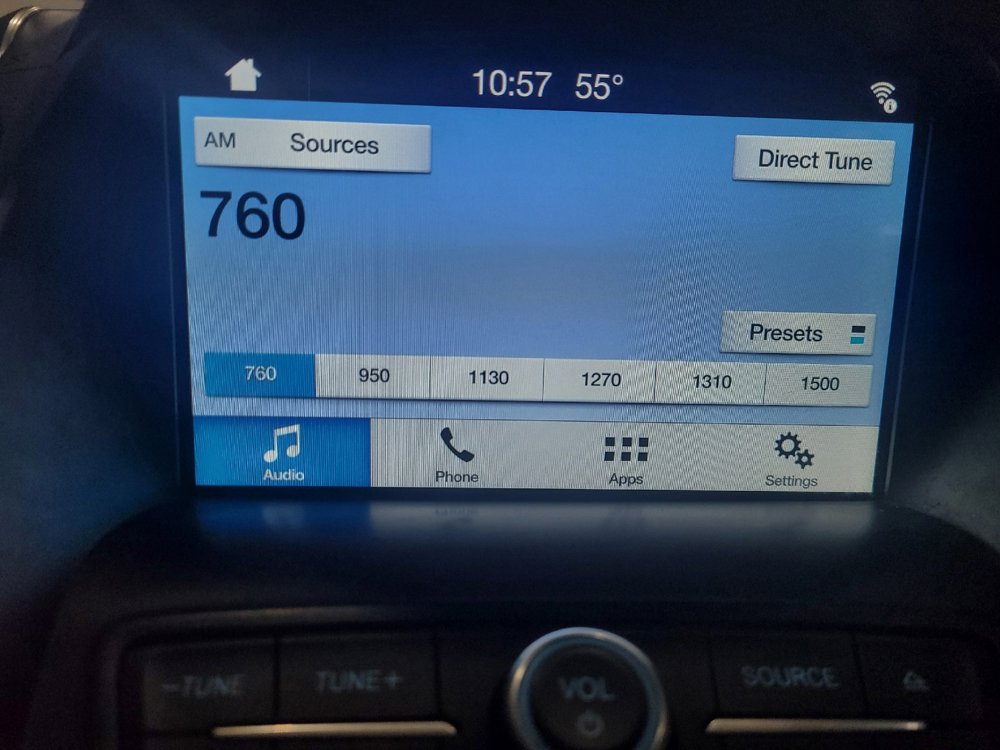 10:57 55°
AM Sources
Direct Tune
760
Presets
760 950 1130 1270 1310 1500
Audio Phone Apps Settings
-TUNE TUNE+ VOL SOURCE